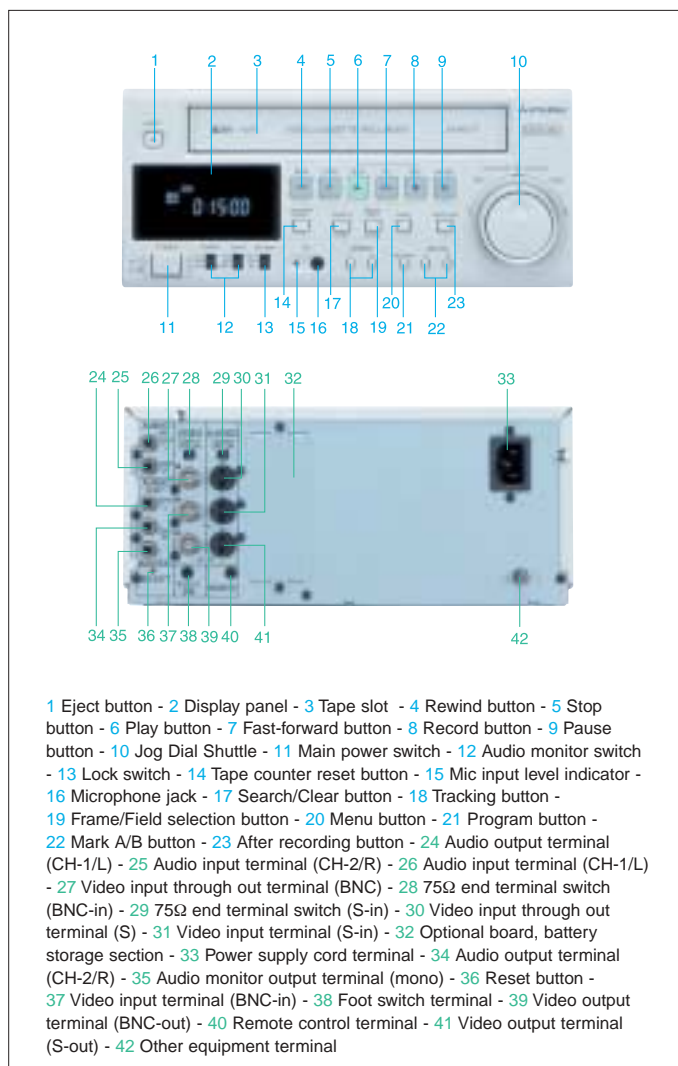 1 2 3 4 5 6 7 8 9 10
0 15:00
14 17 20 23
11 12 13 15 16 18 19 21 22
24 25 26 27 28 29 30 31 32 33
34 35 36 37 38 39 40 41 42
1 Eject button - 2 Display panel - 3 Tape slot - 4 Rewind button - 5 Stop
button - 6 Play button - 7 Fast-forward button - 8 Record button - 9 Pause
button - 10 Jog Dial Shuttle - 11 Main power switch - 12 Audio monitor switch
- 13 Lock switch - 14 Tape counter reset button - 15 Mic input level indicator -
16 Microphone jack - 17 Search/Clear button - 18 Tracking button -
19 Frame/Field selection button - 20 Menu button - 21 Program button -
22 Mark A/B button - 23 After recording button - 24 Audio output terminal
(CH-1/L) - 25 Audio input terminal (CH-2/R) - 26 Audio input terminal (CH-1/L)
- 27 Video input through out terminal (BNC) - 28 75Ω end terminal switch
(BNC-in) - 29 75Ω end terminal switch (S-in) - 30 Video input through out
terminal (S) - 31 Video input terminal (S-in) - 32 Optional board, battery
storage section - 33 Power supply cord terminal - 34 Audio output terminal
(CH-2/R) - 35 Audio monitor output terminal (mono) - 36 Reset button -
37 Video input terminal (BNC-in) - 38 Foot switch terminal - 39 Video output
terminal (BNC-out) - 40 Remote control terminal - 41 Video output terminal
(S-out) - 42 Other equipment terminal